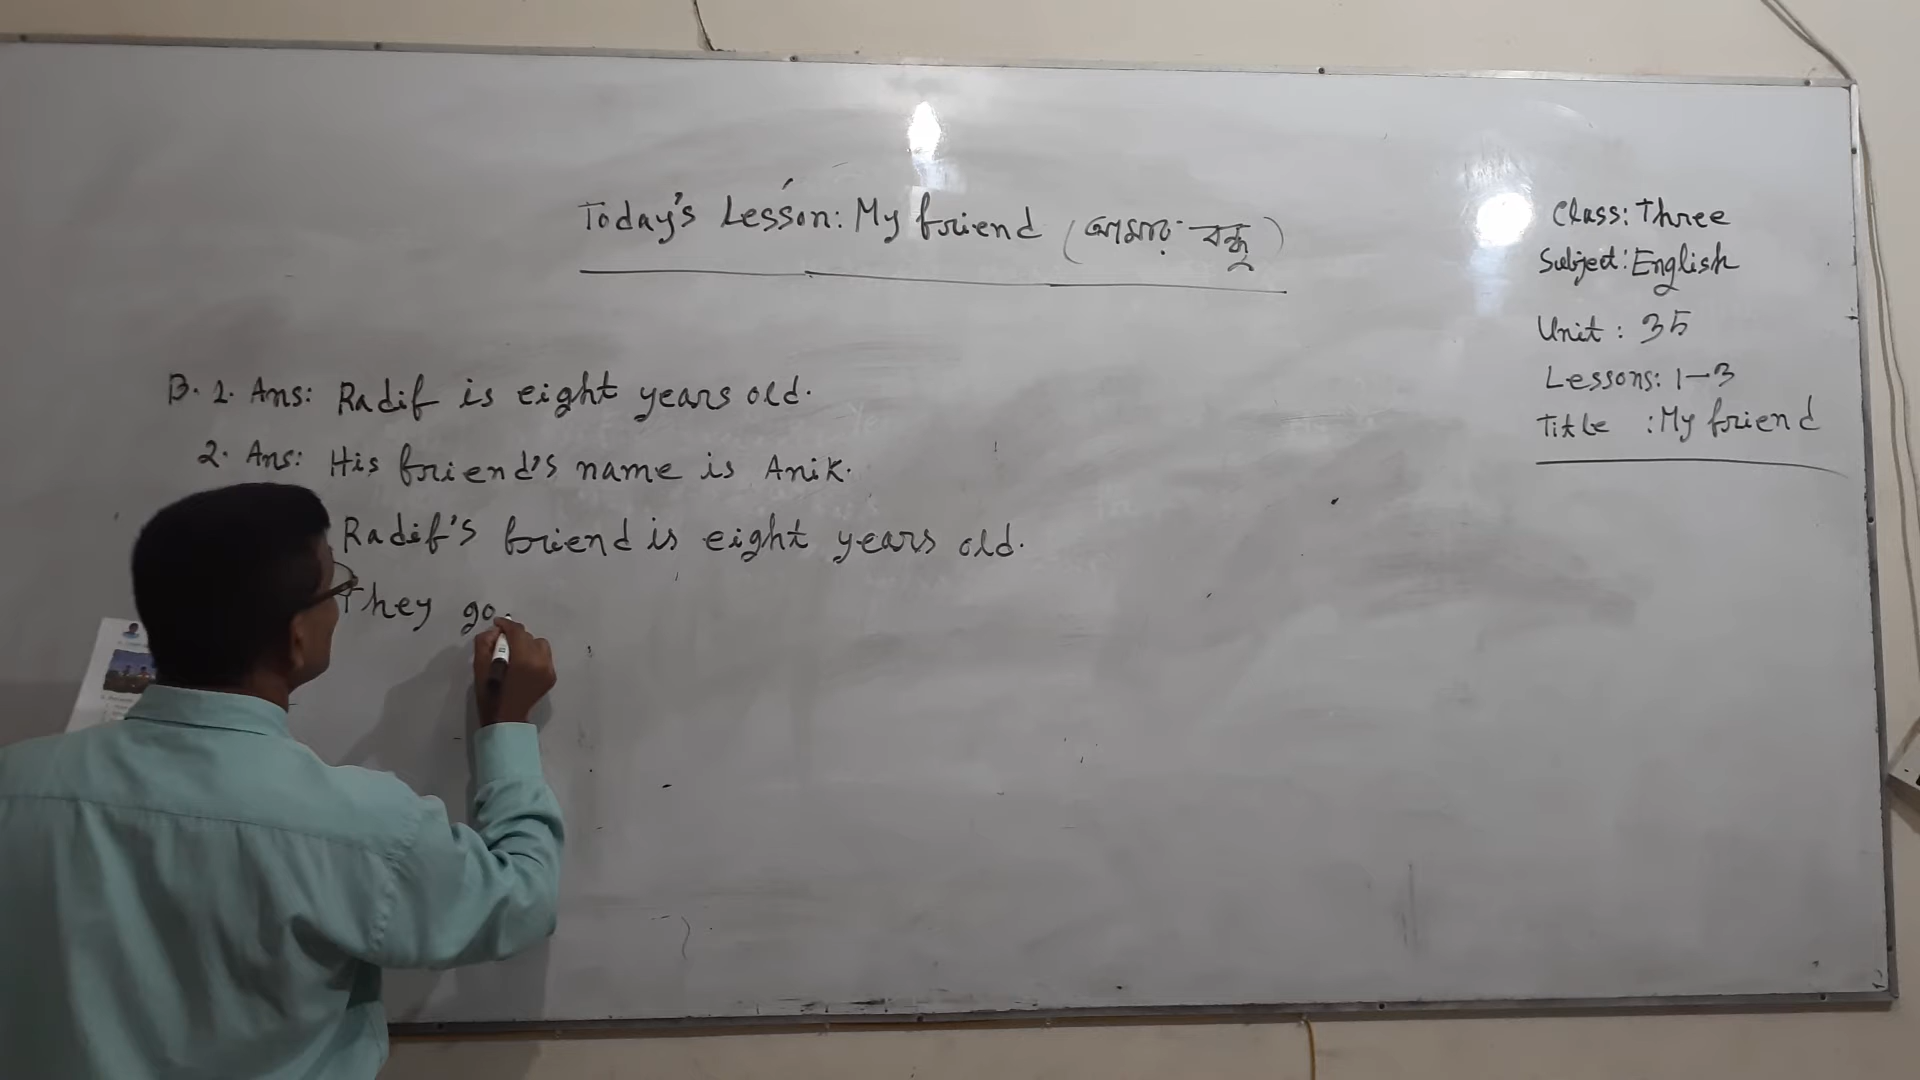 Today's Lesson: My friend (আমার বন্ধু)
Class: Three
Subject: English
Unit: 35
Lessons: 1-3
Title : My friend
B. 1. Ans: Radif is eight years old.
2. Ans: His friend's name is Anik.
Radif's friend is eight years old.
They go